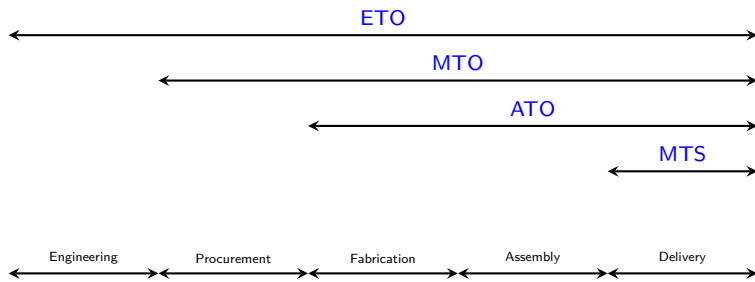 ETO
MTO
ATO
MTS
Engineering Procurement Fabrication Assembly Delivery